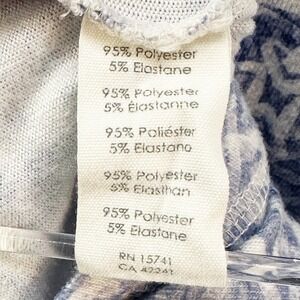 95% Polyester
5% Elastane
95% Polyester
5% Élastanne
95% Poliéster
5% Elastano
95% Polyester
5% Elasthan
95% Polyester
5% Elastane
RN 15741
CA 42241